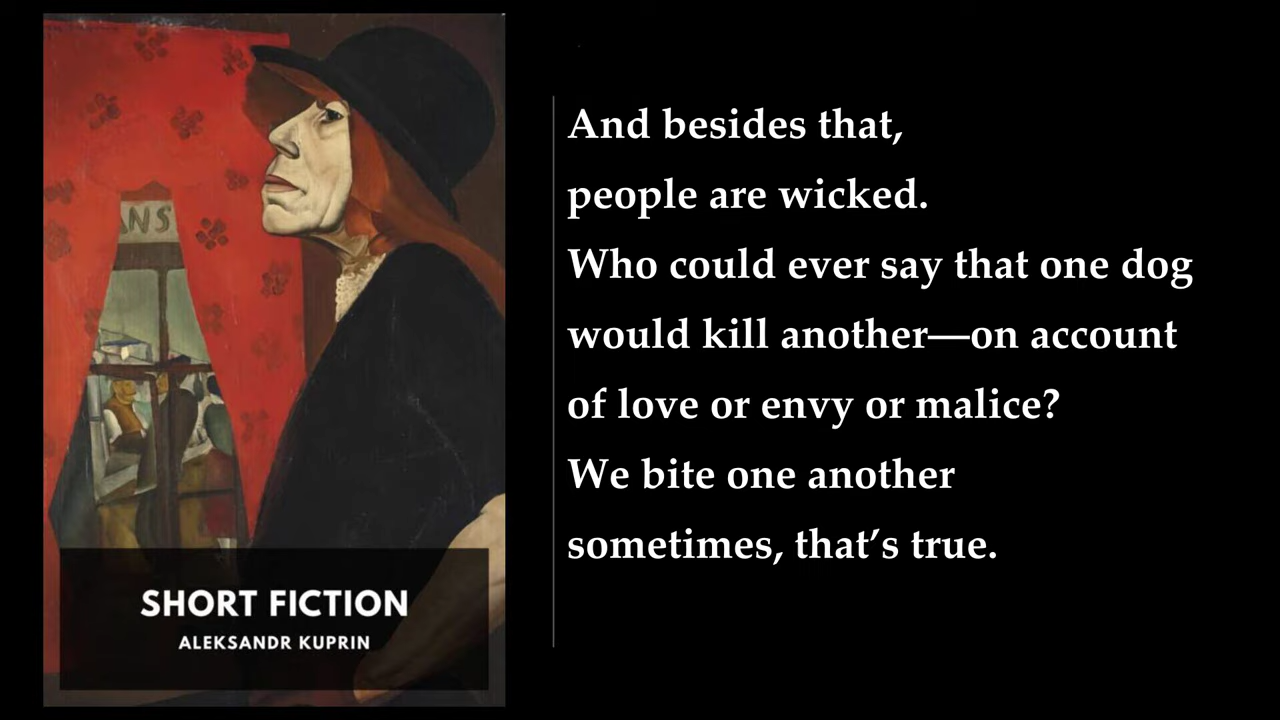 ANS
SHORT FICTION
ALEKSANDR KUPRIN
And besides that,
people are wicked.
Who could ever say that one dog
would kill another—on account
of love or envy or malice?
We bite one another
sometimes, that’s true.